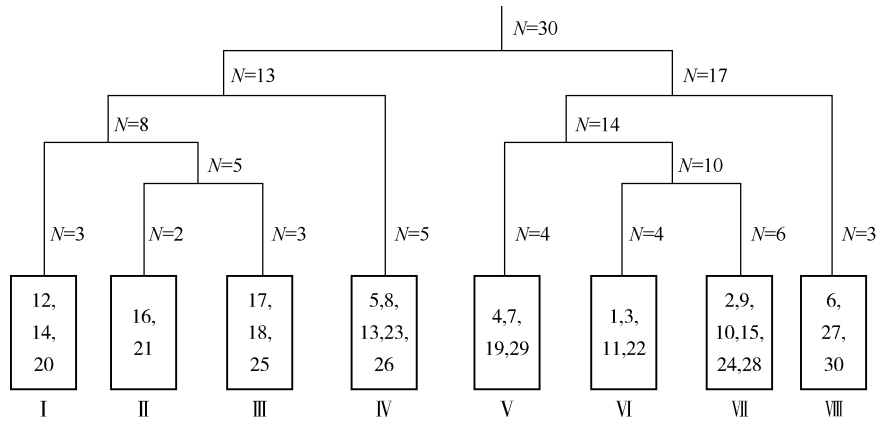 N=30
N=13
N=17
N=8
N=14
N=5
N=10
N=3
N=2
N=3
N=5
N=4
N=4
N=6
N=3
12,
14,
20
16,
21
17,
18,
25
5,8,
13,23,
26
4,7,
19,29
1,3,
11,22
2,9,
10,15,
24,28
6,
27,
30
Ⅰ
Ⅱ
Ⅲ
Ⅳ
Ⅴ
Ⅵ
Ⅶ
Ⅷ